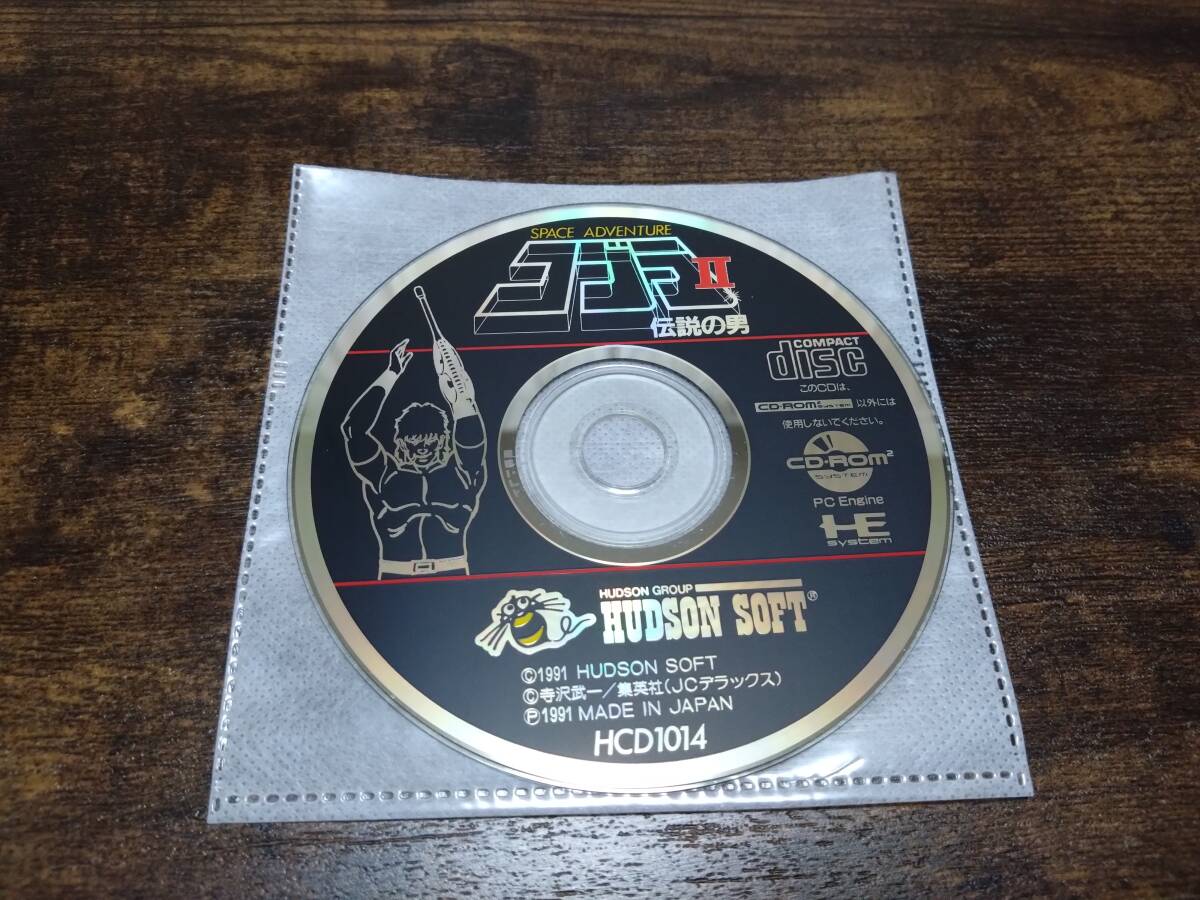 SPACE ADVENTURE
コブラII
伝説の男
COMPACT
disc
このCDは、
CD-ROM² SYSTEM 以外には
使用しないでください。
CD-ROM²
SYSTEM
PC Engine
HE
system
HUDSON GROUP
HUDSON SOFT®
©1991 HUDSON SOFT
©寺沢武一／集英社(JCデラックス)
Ⓟ1991 MADE IN JAPAN
HCD1014